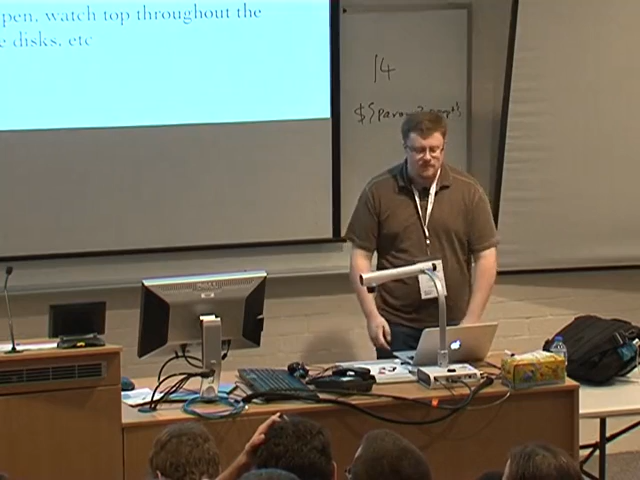 pen, watch top throughout the
e disks, etc
14